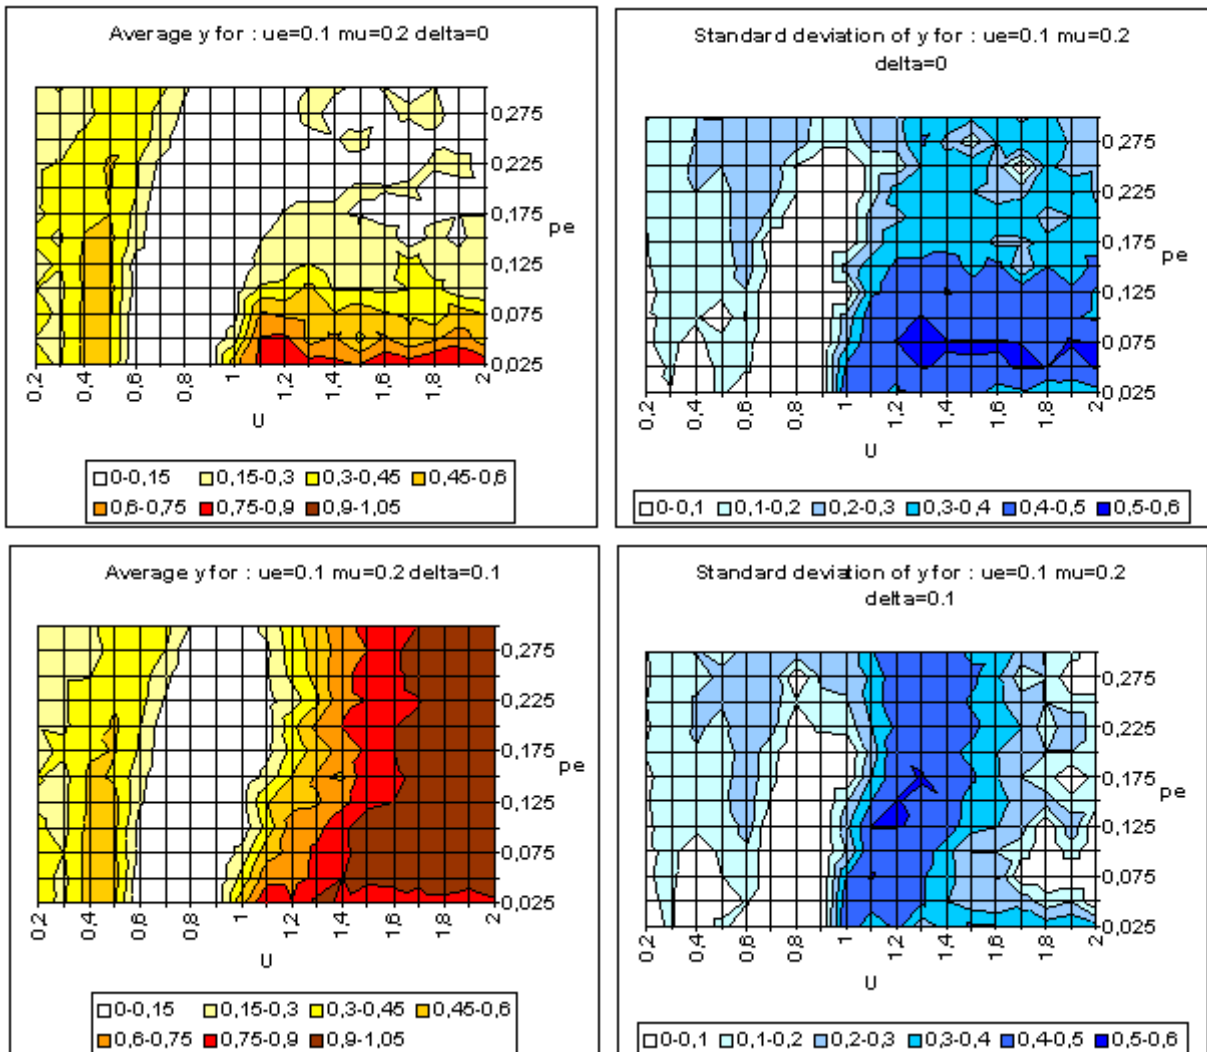 Average y for : ue=0.1 mu=0.2 delta=0
0,275
0,225
0,175
0,125
0,075
0,025
pe
0,2 0,4 0,6 0,8 1 1,2 1,4 1,6 1,8 2
U
0-0,15 0,15-0,3 0,3-0,45 0,45-0,6
0,6-0,75 0,75-0,9 0,9-1,05
Standard deviation of y for : ue=0.1 mu=0.2
delta=0
0,275
0,225
0,175
0,125
0,075
0,025
pe
0,2 0,4 0,6 0,8 1 1,2 1,4 1,6 1,8 2
U
0-0,1 0,1-0,2 0,2-0,3 0,3-0,4 0,4-0,5 0,5-0,6
Average y for : ue=0.1 mu=0.2 delta=0.1
0,275
0,225
0,175
0,125
0,075
0,025
pe
0,2 0,4 0,6 0,8 1 1,2 1,4 1,6 1,8 2
U
0-0,15 0,15-0,3 0,3-0,45 0,45-0,6
0,6-0,75 0,75-0,9 0,9-1,05
Standard deviation of y for : ue=0.1 mu=0.2
delta=0.1
0,275
0,225
0,175
0,125
0,075
0,025
pe
0,2 0,4 0,6 0,8 1 1,2 1,4 1,6 1,8 2
U
0-0,1 0,1-0,2 0,2-0,3 0,3-0,4 0,4-0,5 0,5-0,6